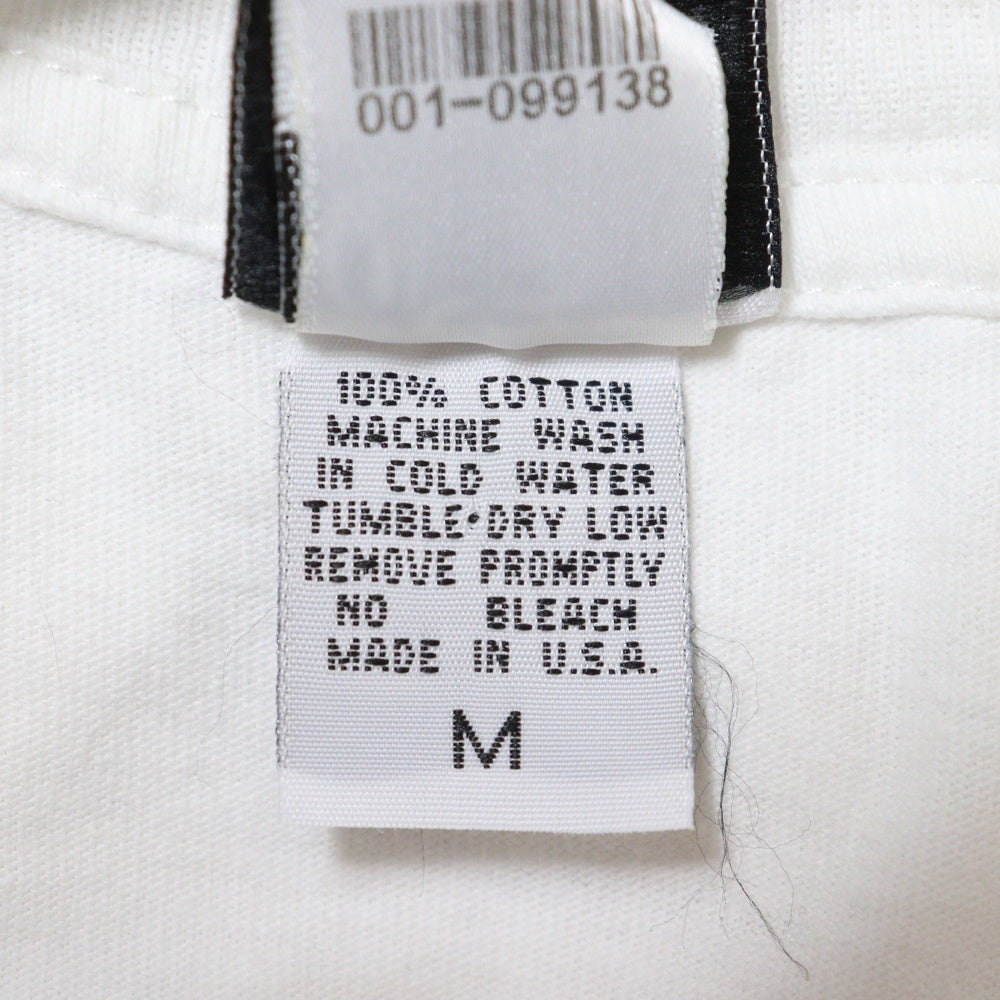 001-099138
100% COTTON
MACHINE WASH
IN COLD WATER
TUMBLE·DRY LOW
REMOVE PROMPTLY
NO BLEACH
MADE IN U.S.A.
M